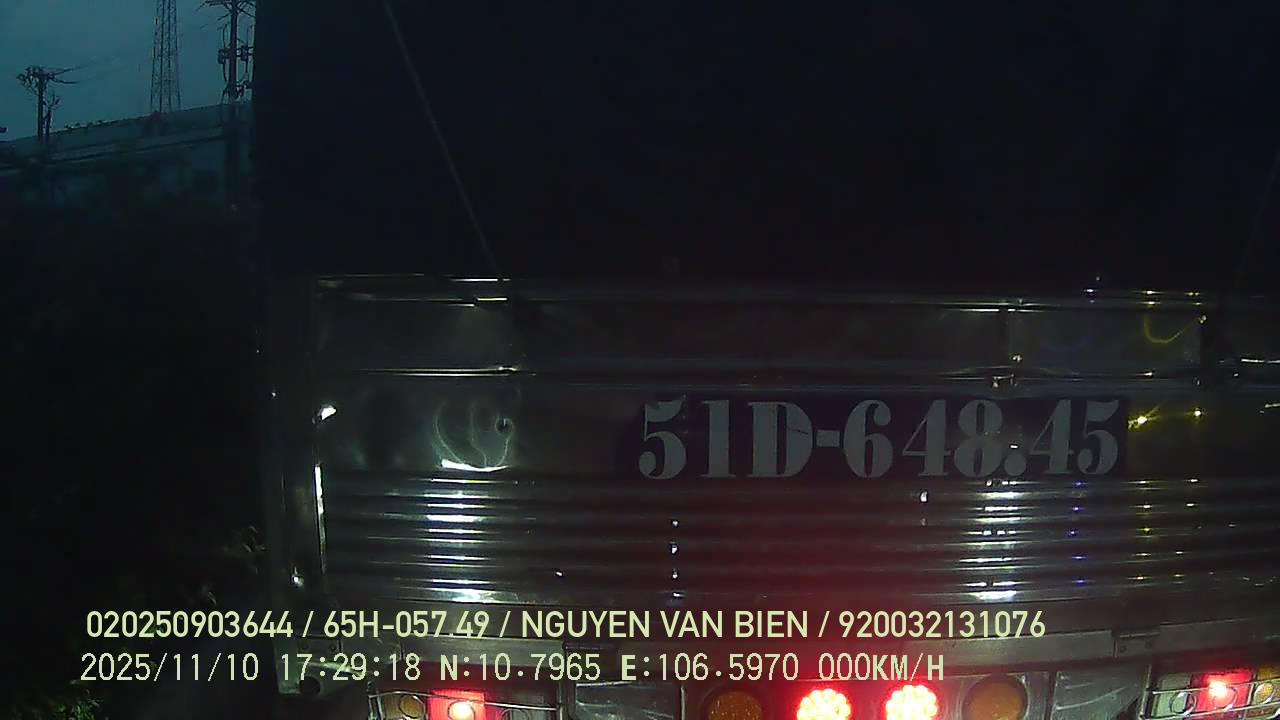 51D-648.45
020250903644 / 65H-057.49 / NGUYEN VAN BIEN / 920032131076
2025/11/10 17:29:18 N:10.7965 E:106.5970 000KM/H